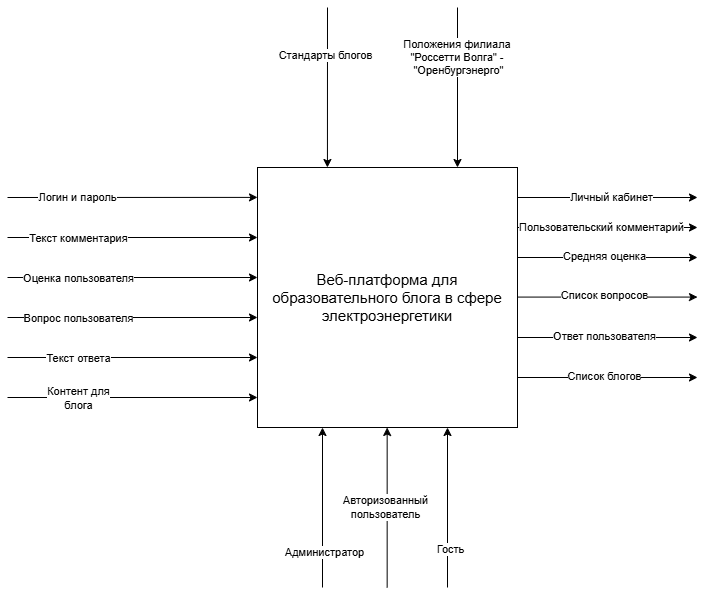 Стандарты блогов
Положения филиала
"Россетти Волга" -
"Оренбургэнерго"
Логин и пароль
Текст комментария
Оценка пользователя
Вопрос пользователя
Текст ответа
Контент для
блога
Веб-платформа для
образовательного блога в сфере
электроэнергетики
Личный кабинет
Пользовательский комментарий
Средняя оценка
Список вопросов
Ответ пользователя
Список блогов
Администратор
Авторизованный
пользователь
Гость